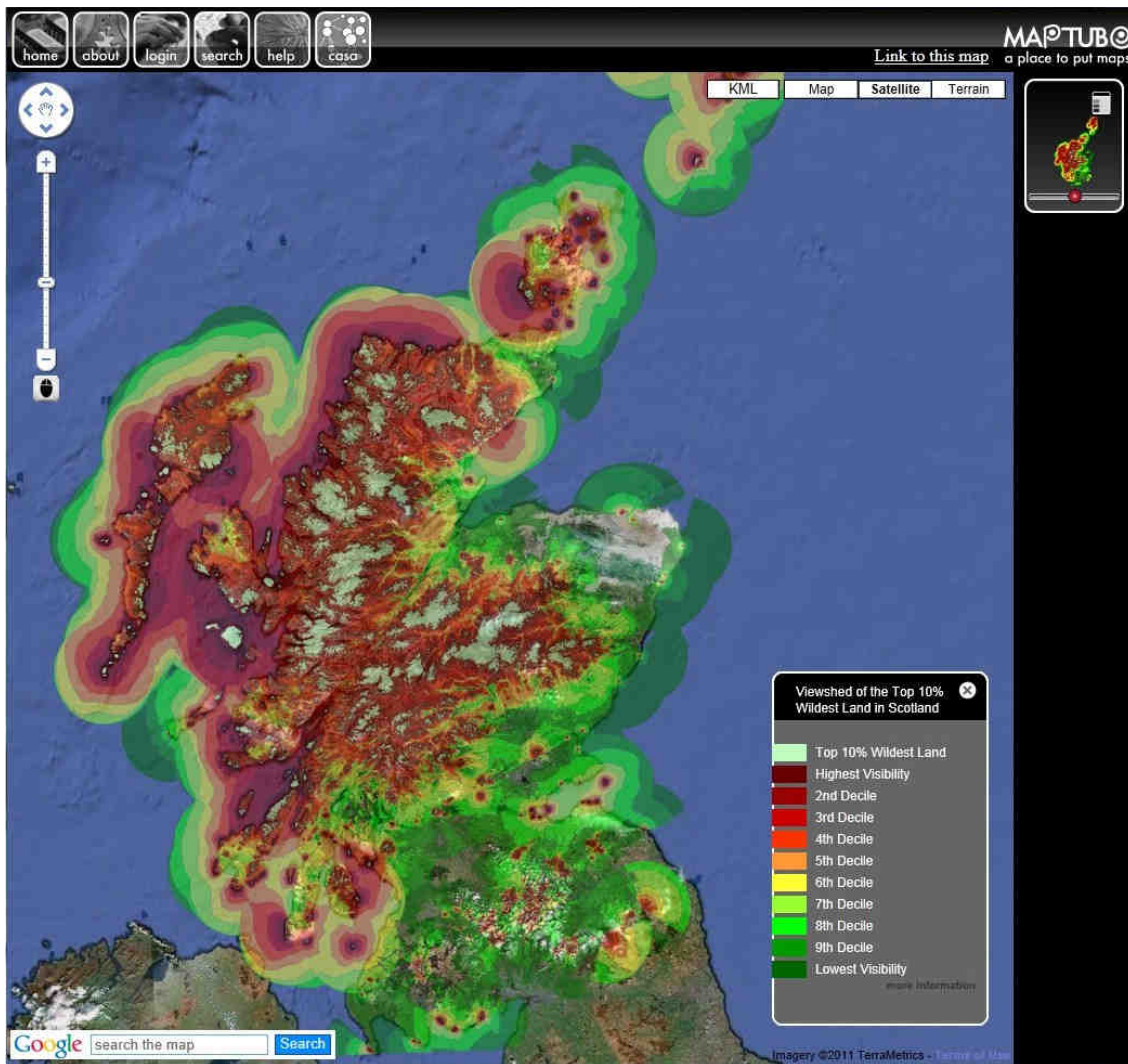 home about login search help casa
Link to this map
MAPTUBE
a place to put maps
KML Map Satellite Terrain
Viewshed of the Top 10%
Wildest Land in Scotland
Top 10% Wildest Land
Highest Visibility
2nd Decile
3rd Decile
4th Decile
5th Decile
6th Decile
7th Decile
8th Decile
9th Decile
Lowest Visibility
more information
Google search the map Search
Imagery ©2011 TerraMetrics - Terms of Use